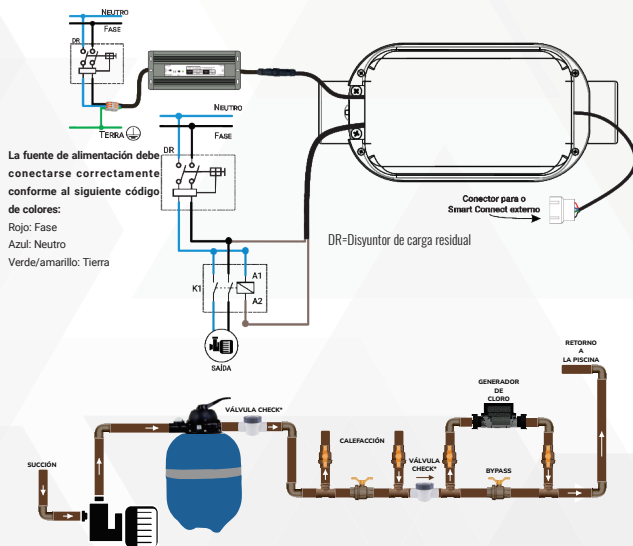 NEUTRO
FASE
DR
TERRA
NEUTRO
FASE
DR
La fuente de alimentación debe
conectarse correctamente
conforme al siguiente código
de colores:
Rojo: Fase
Azul: Neutro
Verde/amarillo: Tierra
Conector para o
Smart Connect externo
DR=Disyuntor de carga residual
K1
A1
A2
SAÍDA
RETORNO
A
LA PISCINA
GENERADOR
DE
CLORO
VÁLVULA CHECK*
CALEFACCIÓN
VÁLVULA
CHECK*
BYPASS
SUCCIÓN